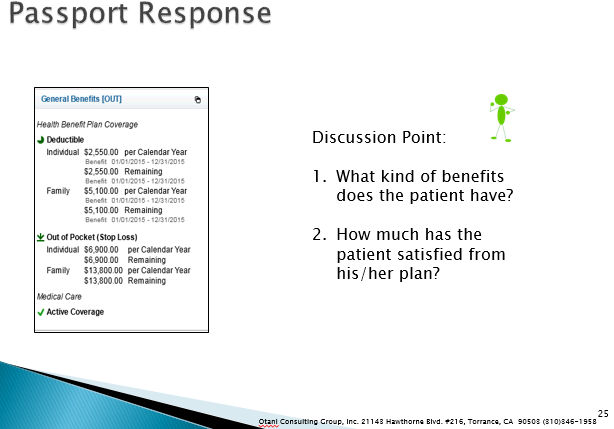 Passport Response
General Benefits [OUT]
Health Benefit Plan Coverage
Deductible
Individual $2,550.00 per Calendar Year
Benefit 01/01/2015 - 12/31/2015
$2,550.00 Remaining
Benefit 01/01/2015 - 12/31/2015
Family $5,100.00 per Calendar Year
Benefit 01/01/2015 - 12/31/2015
$5,100.00 Remaining
Benefit 01/01/2015 - 12/31/2015
Out of Pocket (Stop Loss)
Individual $6,900.00 per Calendar Year
$6,900.00 Remaining
Family $13,800.00 per Calendar Year
$13,800.00 Remaining
Medical Care
Active Coverage
Discussion Point:
1. What kind of benefits
does the patient have?
2. How much has the
patient satisfied from
his/her plan?
25
Otani Consulting Group, Inc. 21143 Hawthorne Blvd. #216, Torrance, CA 90503 (310)346-1958